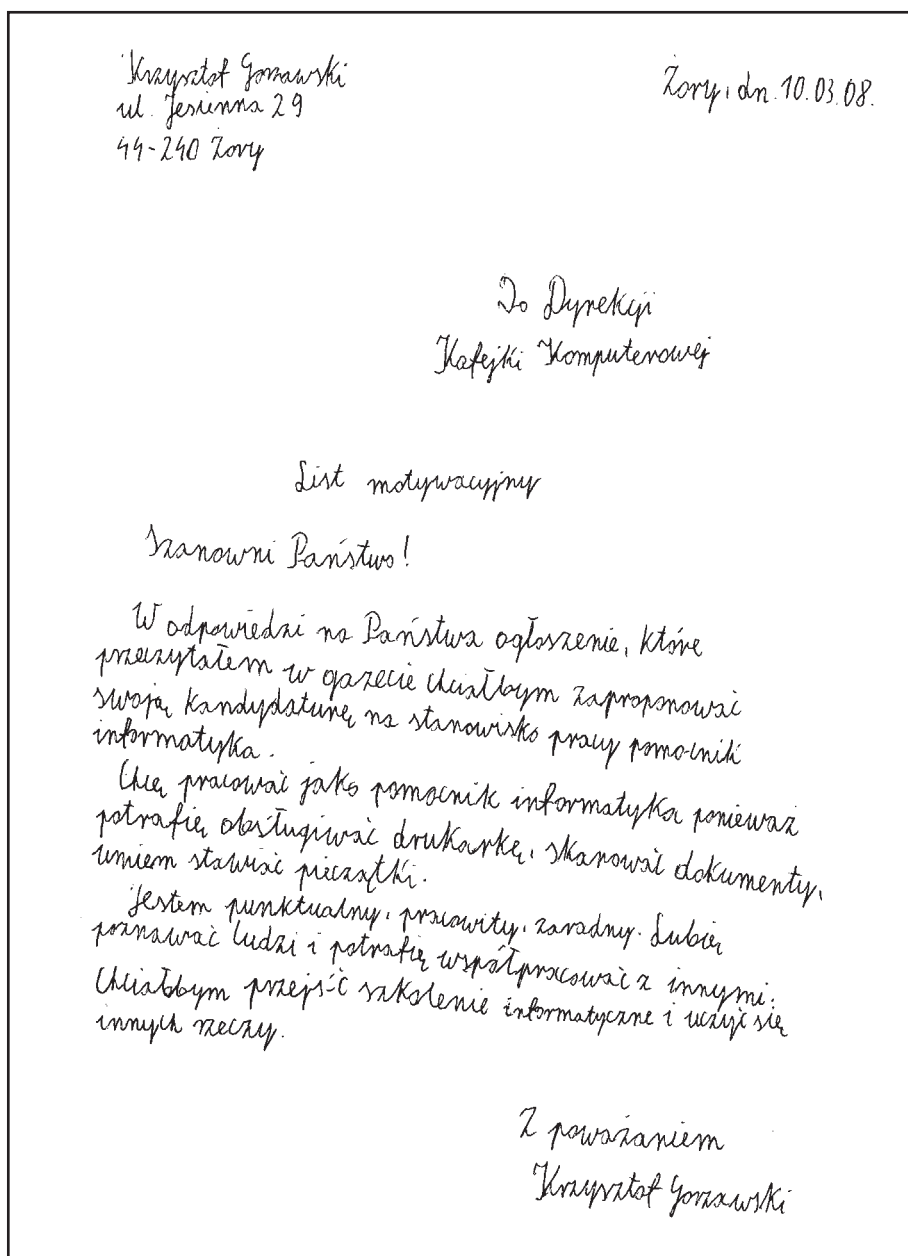 Krzysztof Gorzawski
Żory, dn. 10.03.08.
ul. Jesienna 29
44-240 Żory
Do Dyrekcji
Kafejki Komputerowej
List motywacyjny
Szanowni Państwo!
W odpowiedzi na Państwa ogłoszenie, które
przeczytałem w gazecie chciałbym zaproponować
swoją kandydaturę na stanowisko pracy pomocnik
informatyka.
Chcę pracować jako pomocnik informatyka ponieważ
potrafię obsługiwać drukarkę, skanować dokumenty,
umiem stawiać pieczątki.
Jestem punktualny, pracowity, zaradny. Lubię
poznawać ludzi i potrafię współpracować z innymi.
Chciałbym przejść szkolenie informatyczne i uczyć się
innych rzeczy.
Z poważaniem
Krzysztof Gorzawski